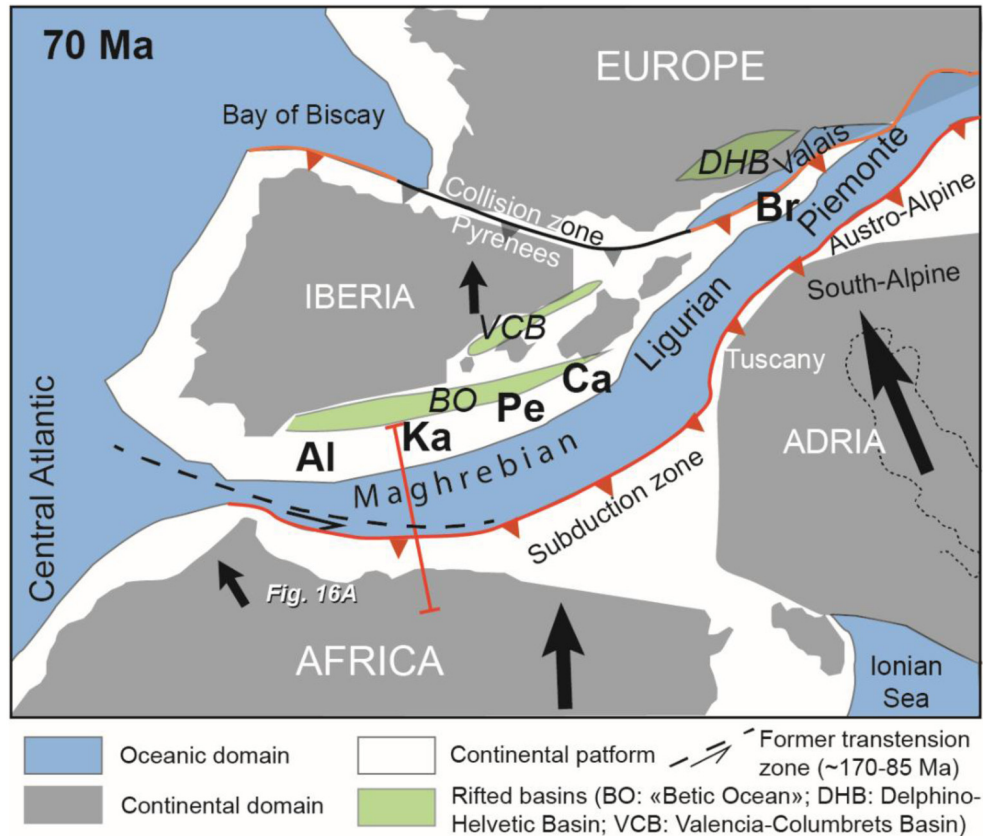 70 Ma
EUROPE
Bay of Biscay
DHB
Valais
Piemonte
Collision zone
Pyrenees
Br
Austro-Alpine
South-Alpine
IBERIA
VCB
Ligurian
Tuscany
BO
Ca
Pe
Ka
Al
ADRIA
Maghrebian
Subduction zone
Central Atlantic
Fig. 16A
AFRICA
Ionian
Sea
Oceanic domain
Continental domain
Continental patform
Former transtension
zone (~170-85 Ma)
Rifted basins (BO: «Betic Ocean»; DHB: Delphino-
Helvetic Basin; VCB: Valencia-Columbrets Basin)